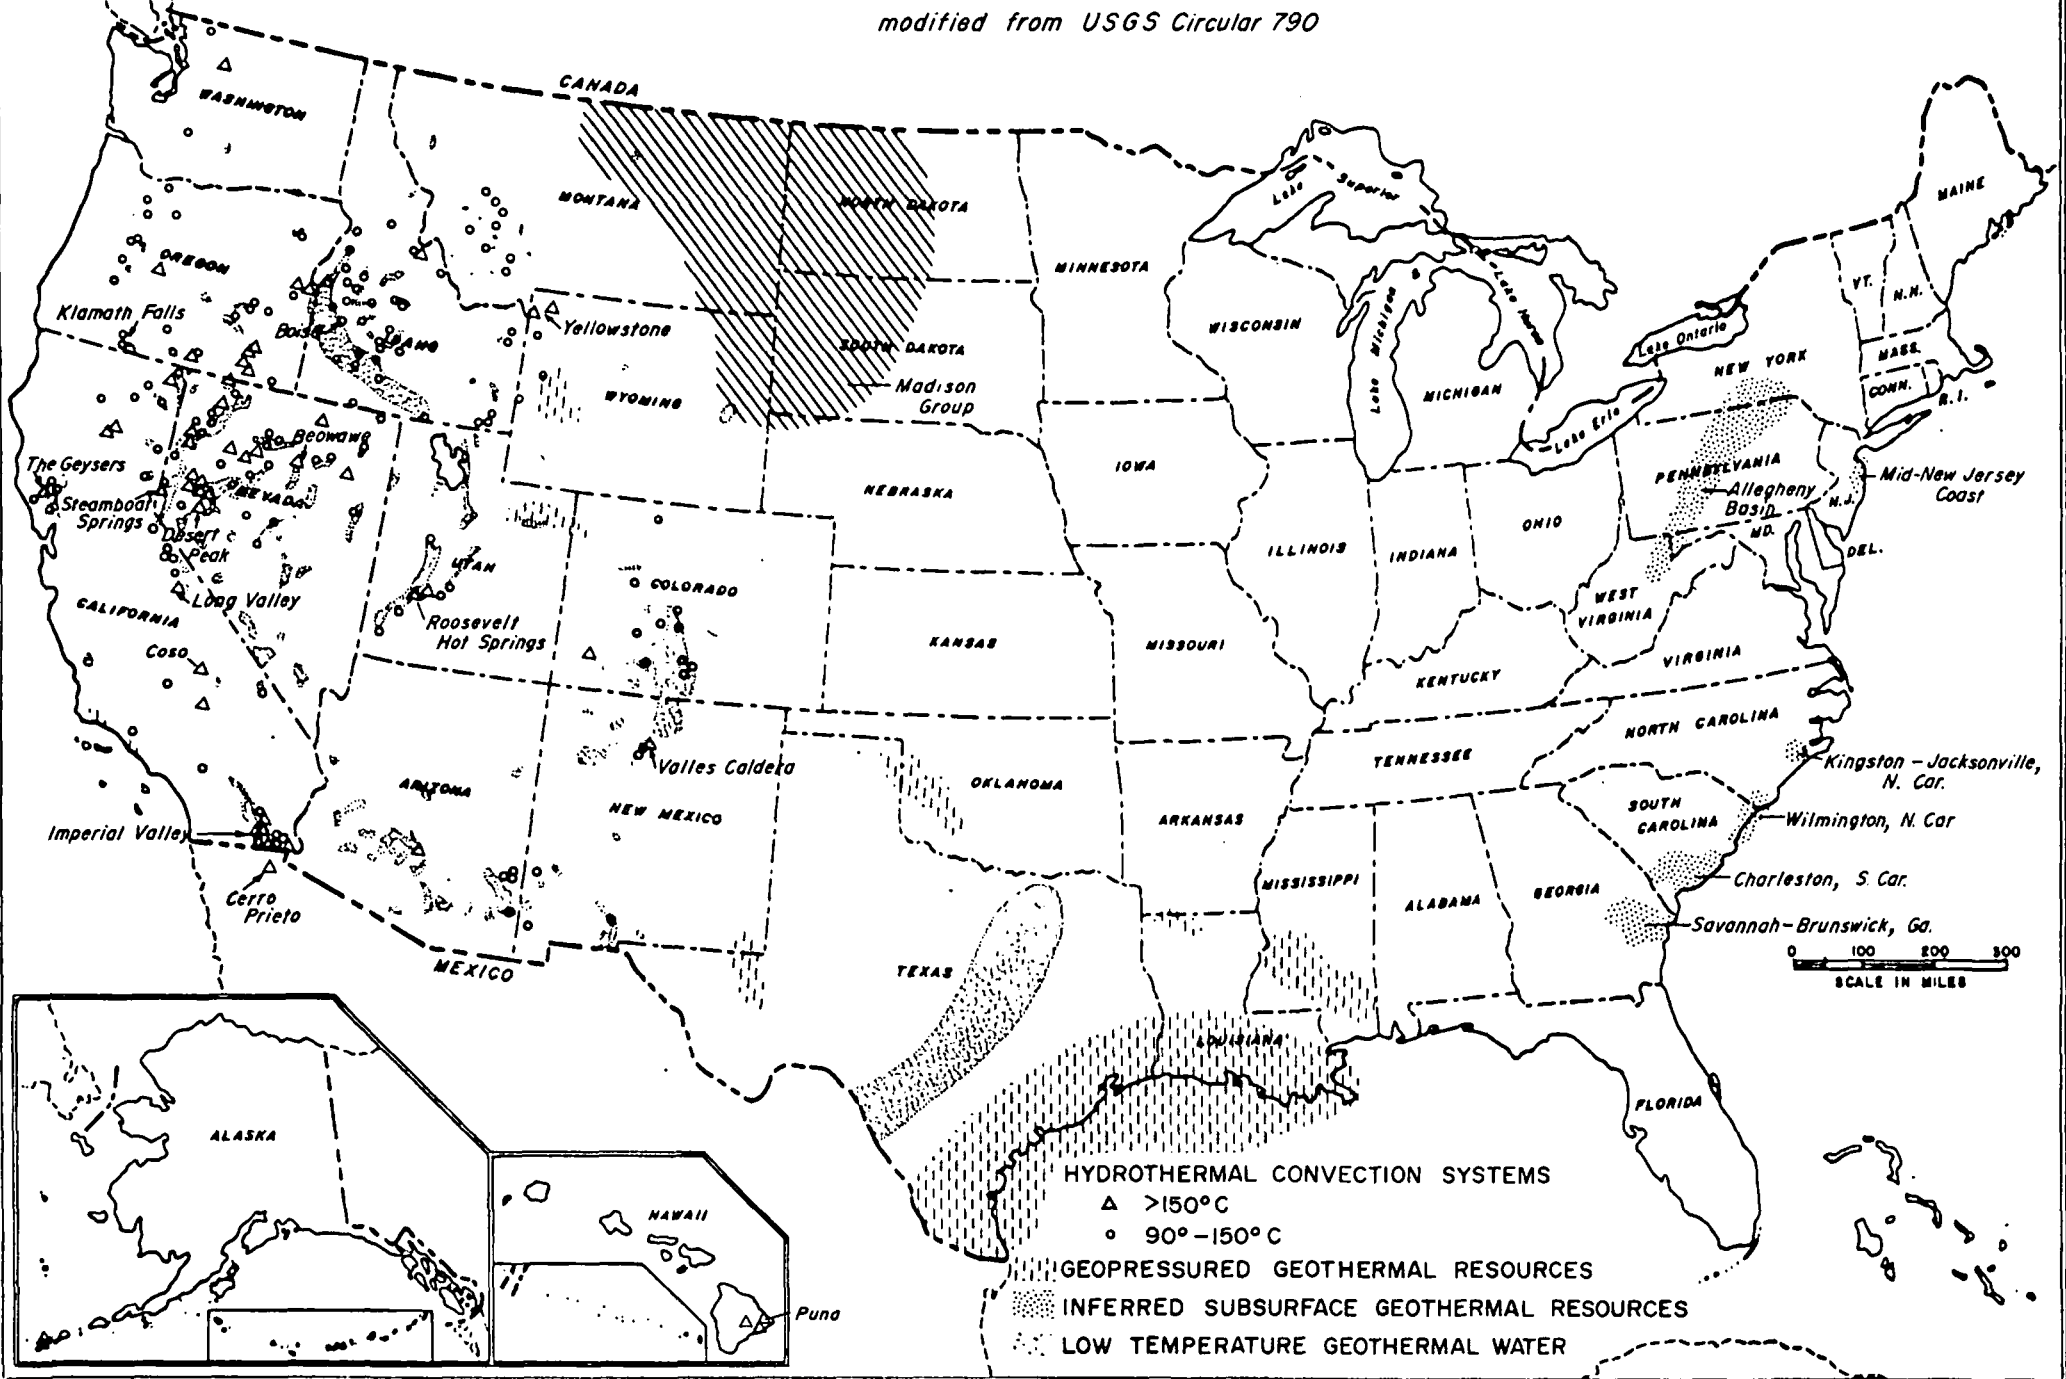 modified from USGS Circular 790
CANADA
WASHINGTON
MONTANA
NORTH DAKOTA
MINNESOTA
Lake Superior
MAINE
OREGON
Klamath Falls
Boise
IDAHO
Yellowstone
WYOMING
SOUTH DAKOTA
Madison
Group
WISCONSIN
Lake Michigan
Lake Huron
MICHIGAN
Lake Ontario
Lake Erie
VT.
N.H.
MASS.
CONN.
R.I.
NEW YORK
The Geysers
Steamboat
Springs
Beowawe
NEVADA
Desert
Peak
Long Valley
UTAH
Roosevelt
Hot Springs
COLORADO
NEBRASKA
IOWA
ILLINOIS
INDIANA
OHIO
PENNSYLVANIA
Allegheny
Basin
N.J.
Mid-New Jersey
Coast
MD.
DEL.
WEST
VIRGINIA
VIRGINIA
CALIFORNIA
Coso
KANSAS
MISSOURI
KENTUCKY
Imperial Valley
Cerro
Prieto
ARIZONA
Valles Caldera
NEW MEXICO
OKLAHOMA
ARKANSAS
TENNESSEE
NORTH CAROLINA
Kingston - Jacksonville,
N. Car.
SOUTH
CAROLINA
Wilmington, N. Car
MISSISSIPPI
ALABAMA
GEORGIA
Charleston, S. Car.
Savannah-Brunswick, Ga.
0 100 200 300
SCALE IN MILES
MEXICO
TEXAS
LOUISIANA
FLORIDA
ALASKA
HAWAII
Puna
HYDROTHERMAL CONVECTION SYSTEMS
>150°C
90°-150°C
GEOPRESSURED GEOTHERMAL RESOURCES
INFERRED SUBSURFACE GEOTHERMAL RESOURCES
LOW TEMPERATURE GEOTHERMAL WATER